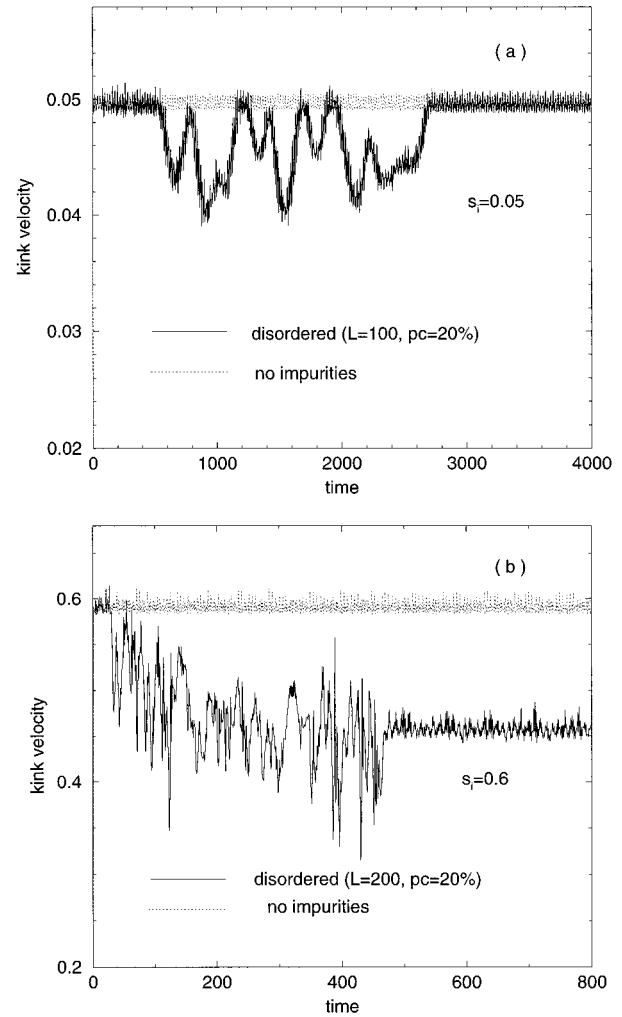 ( a )
0.05
0.04
0.03
0.02
kink velocity
s_i=0.05
disordered (L=100, pc=20%)
no impurities
0 1000 2000 3000 4000
time
( b )
0.6
0.4
0.2
kink velocity
s_i=0.6
disordered (L=200, pc=20%)
no impurities
0 200 400 600 800
time